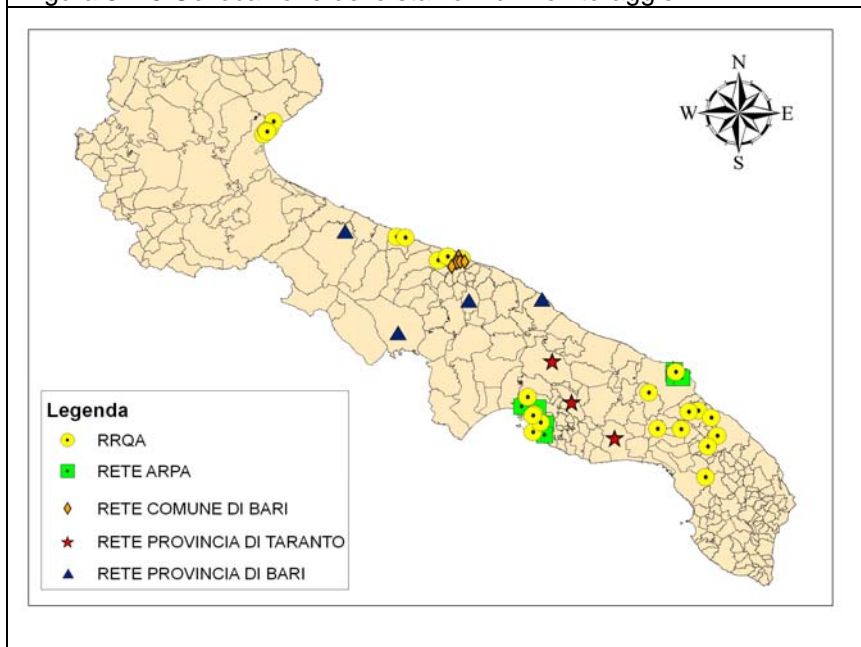 N
W E
S
Legenda
RRQA
RETE ARPA
RETE COMUNE DI BARI
RETE PROVINCIA DI TARANTO
RETE PROVINCIA DI BARI